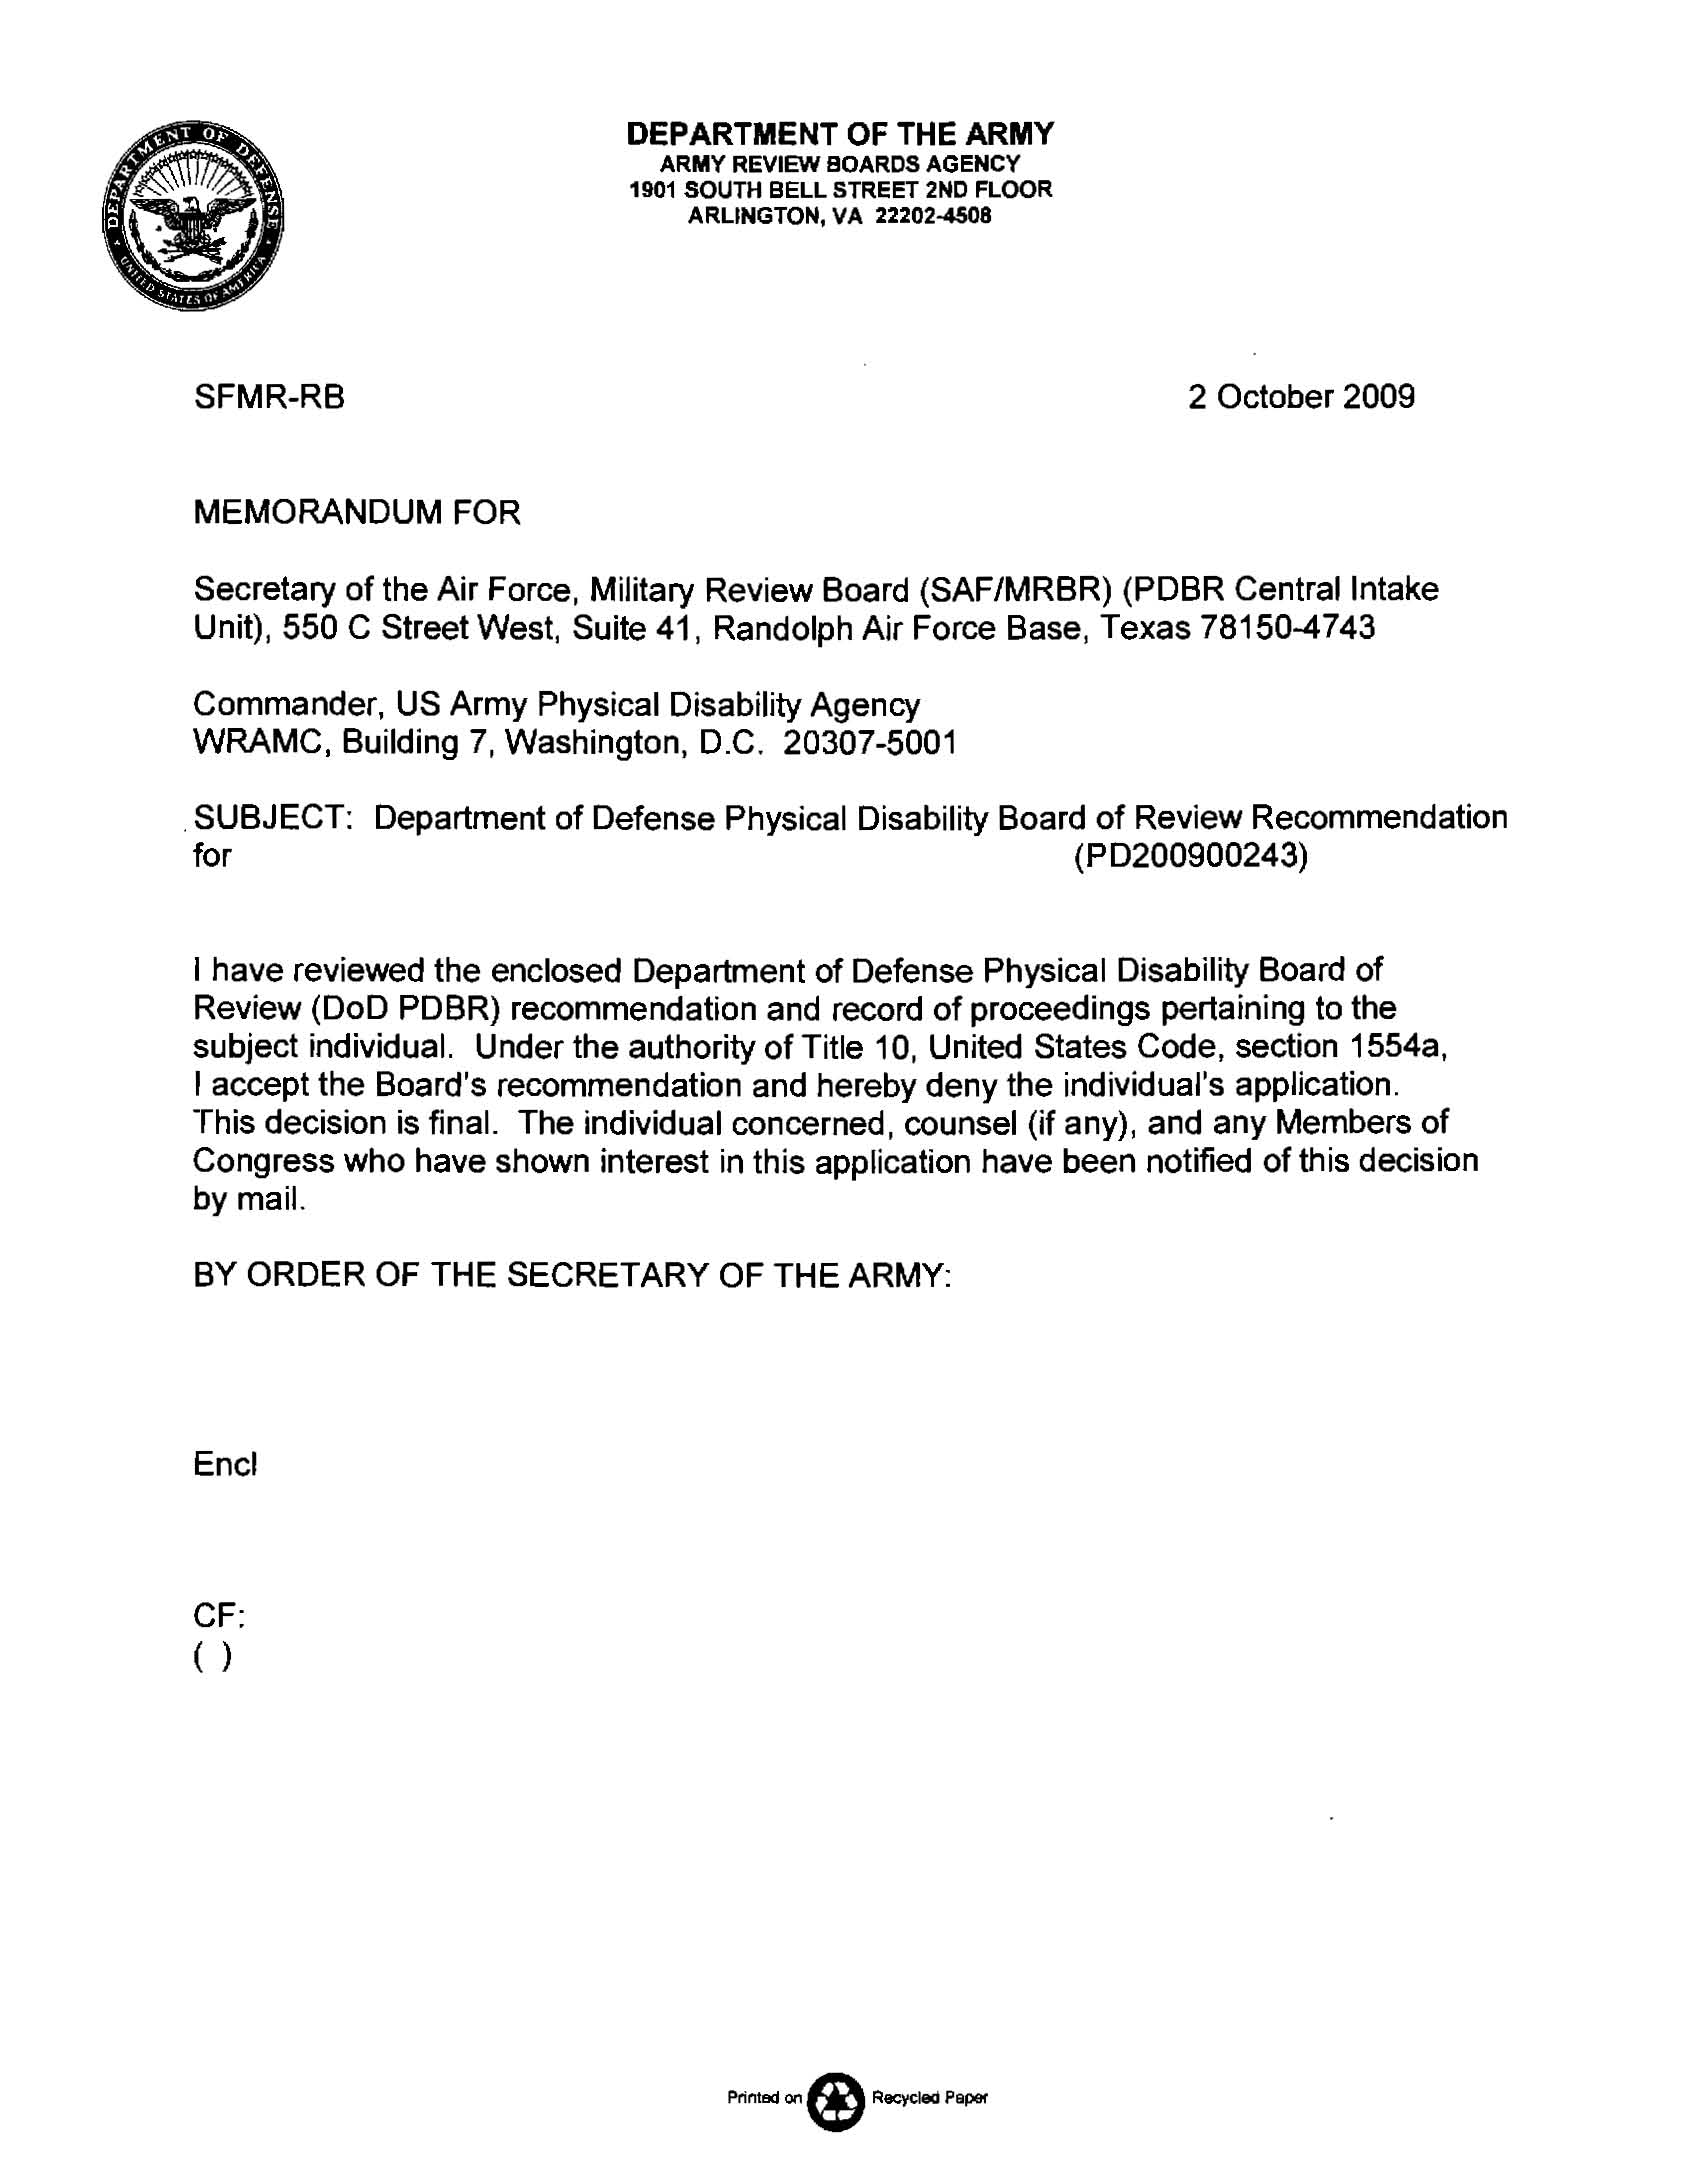 DEPARTMENT OF DEFENSE
UNITED STATES OF AMERICA
DEPARTMENT OF THE ARMY
ARMY REVIEW BOARDS AGENCY
1901 SOUTH BELL STREET 2ND FLOOR
ARLINGTON, VA 22202-4508
SFMR-RB 2 October 2009
MEMORANDUM FOR
Secretary of the Air Force, Military Review Board (SAF/MRBR) (PDBR Central Intake
Unit), 550 C Street West, Suite 41, Randolph Air Force Base, Texas 78150-4743
Commander, US Army Physical Disability Agency
WRAMC, Building 7, Washington, D.C. 20307-5001
SUBJECT: Department of Defense Physical Disability Board of Review Recommendation
for (PD200900243)
I have reviewed the enclosed Department of Defense Physical Disability Board of
Review (DoD PDBR) recommendation and record of proceedings pertaining to the
subject individual. Under the authority of Title 10, United States Code, section 1554a,
I accept the Board's recommendation and hereby deny the individual's application.
This decision is final. The individual concerned, counsel (if any), and any Members of
Congress who have shown interest in this application have been notified of this decision
by mail.
BY ORDER OF THE SECRETARY OF THE ARMY:
Encl
CF:
( )
Printed on Recycled Paper